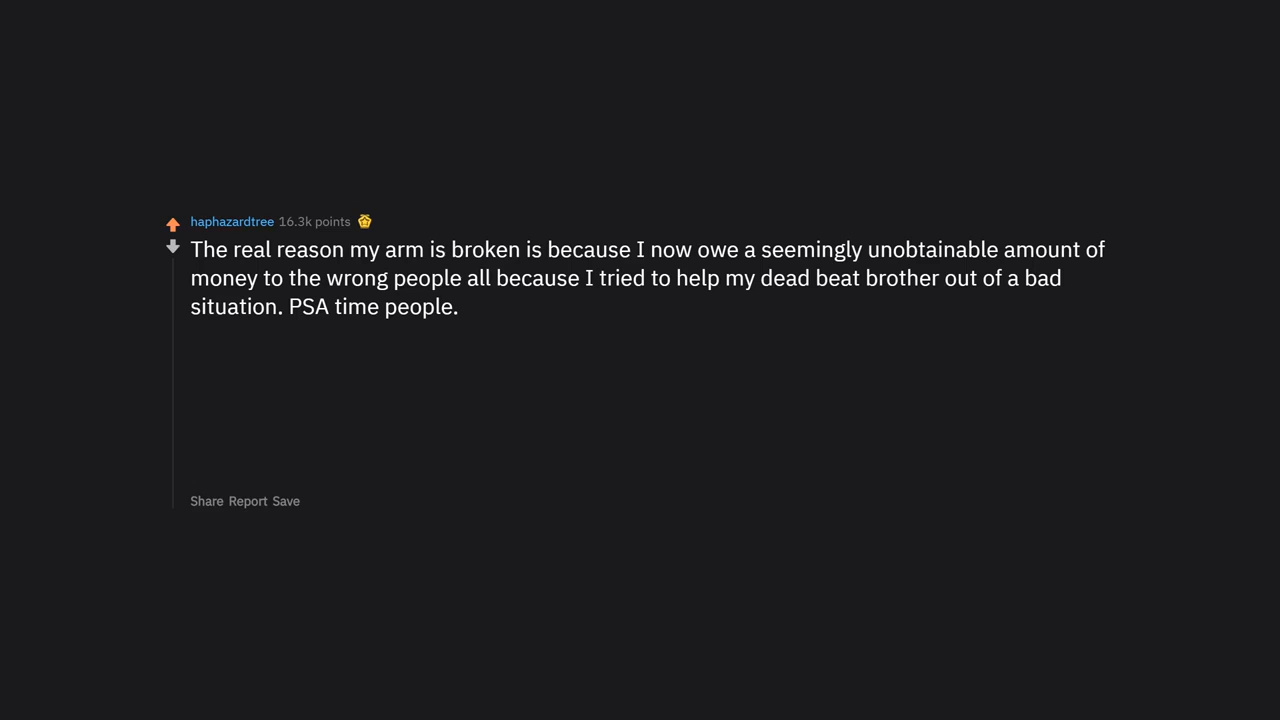 haphazardtree 16.3k points
The real reason my arm is broken is because I now owe a seemingly unobtainable amount of
money to the wrong people all because I tried to help my dead beat brother out of a bad
situation. PSA time people.
Share Report Save